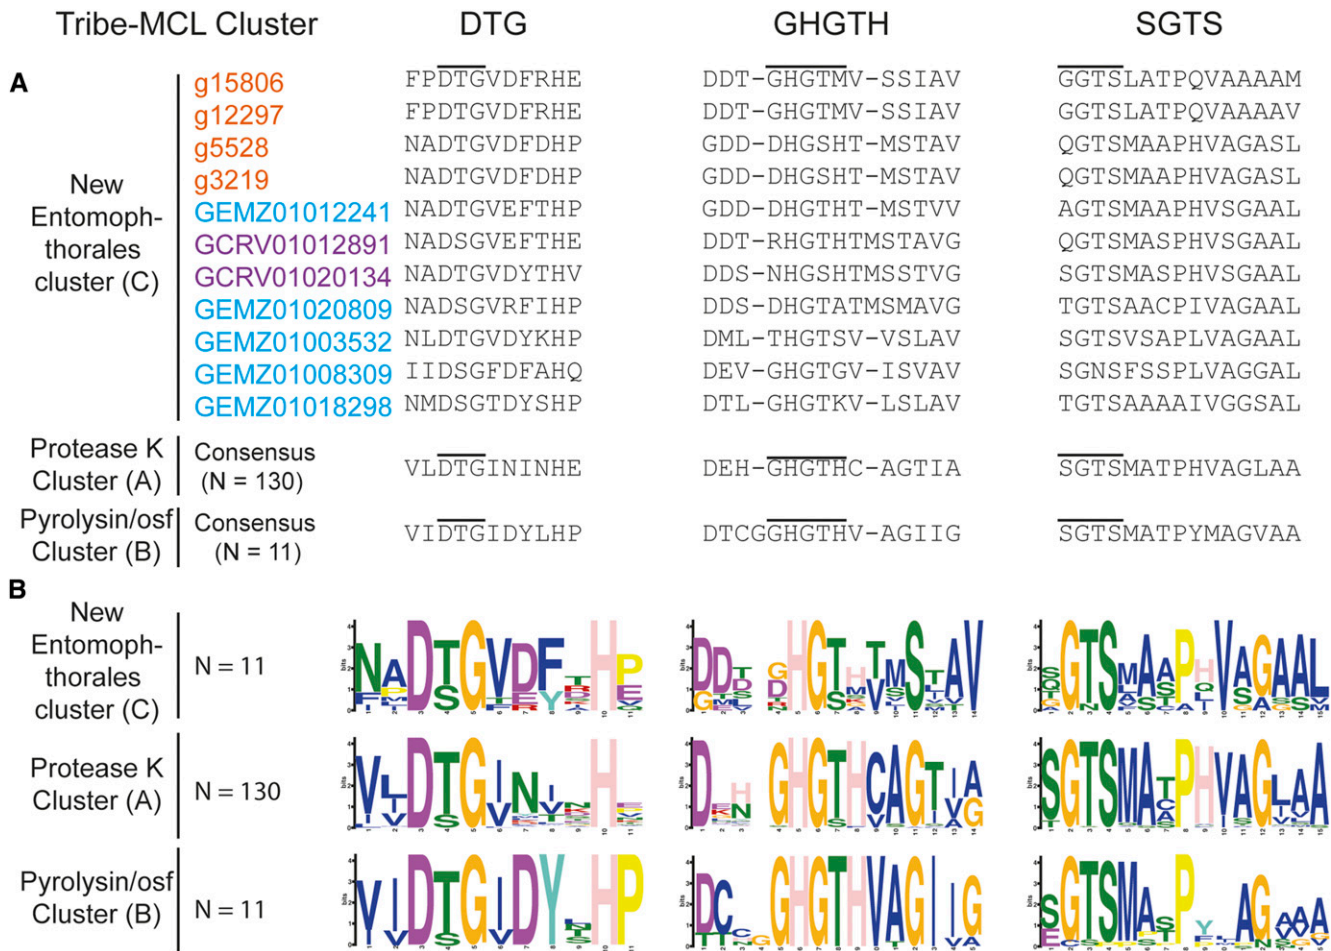 Tribe-MCL Cluster DTG GHGTH SGTS
A
New
Entomoph-
thorales
cluster (C)
g15806 FPDTGVDFRHE DDT-GHGTMV-SSIAV GGTSLATPQVAAAAM
g12297 FPDTGVDFRHE DDT-GHGTMV-SSIAV GGTSLATPQVAAAAV
g5528 NADTGVDFDHP GDD-DHGSHT-MSTAV QGTSMAAPHVAGASL
g3219 NADTGVDFDHP GDD-DHGSHT-MSTAV QGTSMAAPHVAGASL
GEMZ01012241 NADTGVEFTHP GDD-DHGTHT-MSTVV AGTSMAAPHVSGAAL
GCRV01012891 NADSGVEFTHE DDT-RHGTHTMSTAVG QGTSMASPHVSGAAL
GCRV01020134 NADTGVDYTHV DDS-NHGSHTMSSTVG SGTSMASPHVSGAAL
GEMZ01020809 NADSGVRFIHP DDS-DHGTATMSMAVG TGTSAACPIVAGAAL
GEMZ01003532 NLDTGVDYKHP DML-THGTSV-VSLAV SGTSVSAPLVAGAAL
GEMZ01008309 IIDSGFDFAHQ DEV-GHGTGV-ISVAV SGNSFSSPLVAGGAL
GEMZ01018298 NMDSGTDYSHP DTL-GHGTKV-LSLAV TGTSAAAAIVGGSAL
Protease K
Cluster (A)
Consensus
(N = 130)
VLDTGININHE DEH-GHGTHC-AGTIA SGTSMATPHVAGLAA
Pyrolysin/osf
Cluster (B)
Consensus
(N = 11)
VIDTGIDYLHP DTCGGHGTHV-AGIIG SGTSMATPYMAGVAA
B
New
Entomoph-
thorales
cluster (C)
N = 11
Protease K
Cluster (A)
N = 130
Pyrolysin/osf
Cluster (B)
N = 11